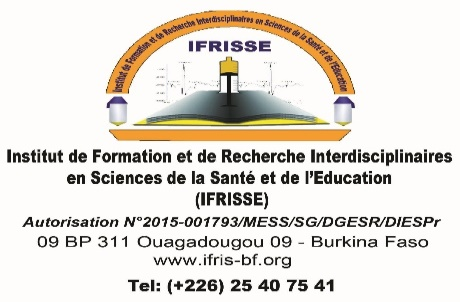 Institut de Formation et de Recherche Interdisciplinaires en Sciences de la Santé et de l'Education
IFRISSE
Institut de Formation et de Recherche Interdisciplinaires
en Sciences de la Santé et de l'Education
(IFRISSE)
Autorisation N°2015-001793/MESS/SG/DGESR/DIESPr
09 BP 311 Ouagadougou 09 - Burkina Faso
www.ifris-bf.org
Tel: (+226) 25 40 75 41